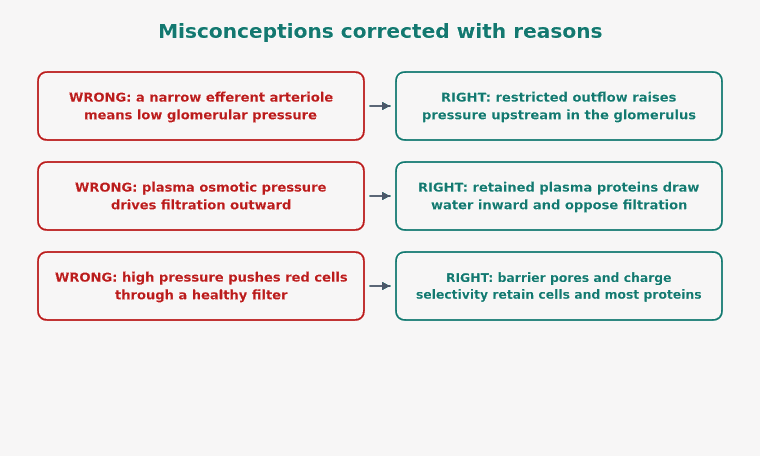 Misconceptions corrected with reasons
WRONG: a narrow efferent arteriole
means low glomerular pressure
RIGHT: restricted outflow raises
pressure upstream in the glomerulus
WRONG: plasma osmotic pressure
drives filtration outward
RIGHT: retained plasma proteins draw
water inward and oppose filtration
WRONG: high pressure pushes red cells
through a healthy filter
RIGHT: barrier pores and charge
selectivity retain cells and most proteins